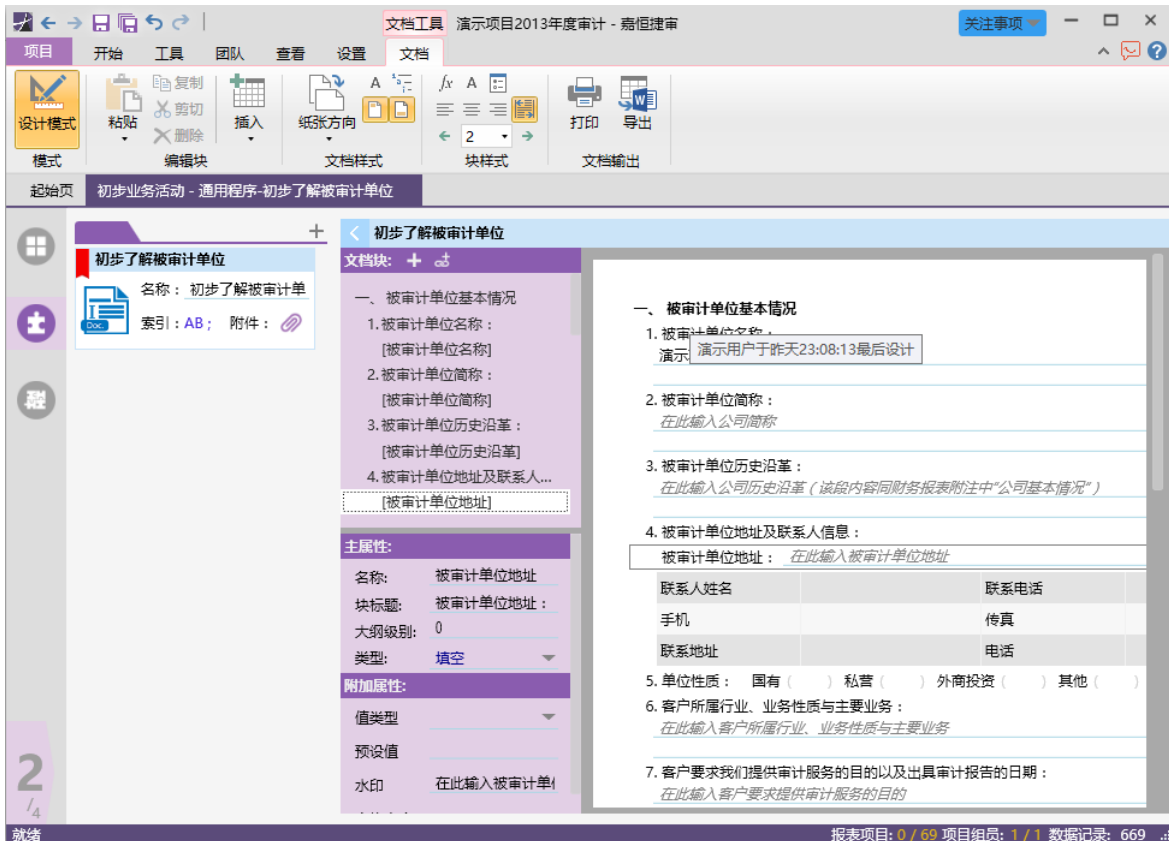 文档工具 演示项目2013年度审计 - 嘉恒捷审 关注事项
项目 开始 工具 团队 查看 设置 文档
设计模式 粘贴 复制 剪切 删除 插入 纸张方向 A fx A 2 打印 导出
模式 编辑块 文档样式 块样式 文档输出
起始页 初步业务活动 - 通用程序-初步了解被审计单位
初步了解被审计单位
名称： 初步了解被审计单
Doc. 索引：AB； 附件：
2
/4
初步了解被审计单位
文档块:
一、 被审计单位基本情况
1.被审计单位名称：
[被审计单位名称]
2.被审计单位简称：
[被审计单位简称]
3.被审计单位历史沿革：
[被审计单位历史沿革]
4.被审计单位地址及联系人...
[被审计单位地址]
主属性:
名称: 被审计单位地址
块标题: 被审计单位地址：
大纲级别: 0
类型: 填空
附加属性:
值类型
预设值
水印 在此输入被审计单
一、 被审计单位基本情况
1. 被审计单位名称：
演示
演示用户于昨天23:08:13最后设计
2. 被审计单位简称：
在此输入公司简称
3. 被审计单位历史沿革：
在此输入公司历史沿革（该段内容同财务报表附注中“公司基本情况”）
4. 被审计单位地址及联系人信息：
被审计单位地址： 在此输入被审计单位地址
联系人姓名 联系电话
手机 传真
联系地址 电话
5. 单位性质： 国有（ ）私营（ ）外商投资（ ）其他（ ）
6. 客户所属行业、业务性质与主要业务：
在此输入客户所属行业、业务性质与主要业务
7. 客户要求我们提供审计服务的目的以及出具审计报告的日期：
在此输入客户要求提供审计服务的目的
就绪 报表项目: 0 / 69 项目组员: 1 / 1 数据记录: 669